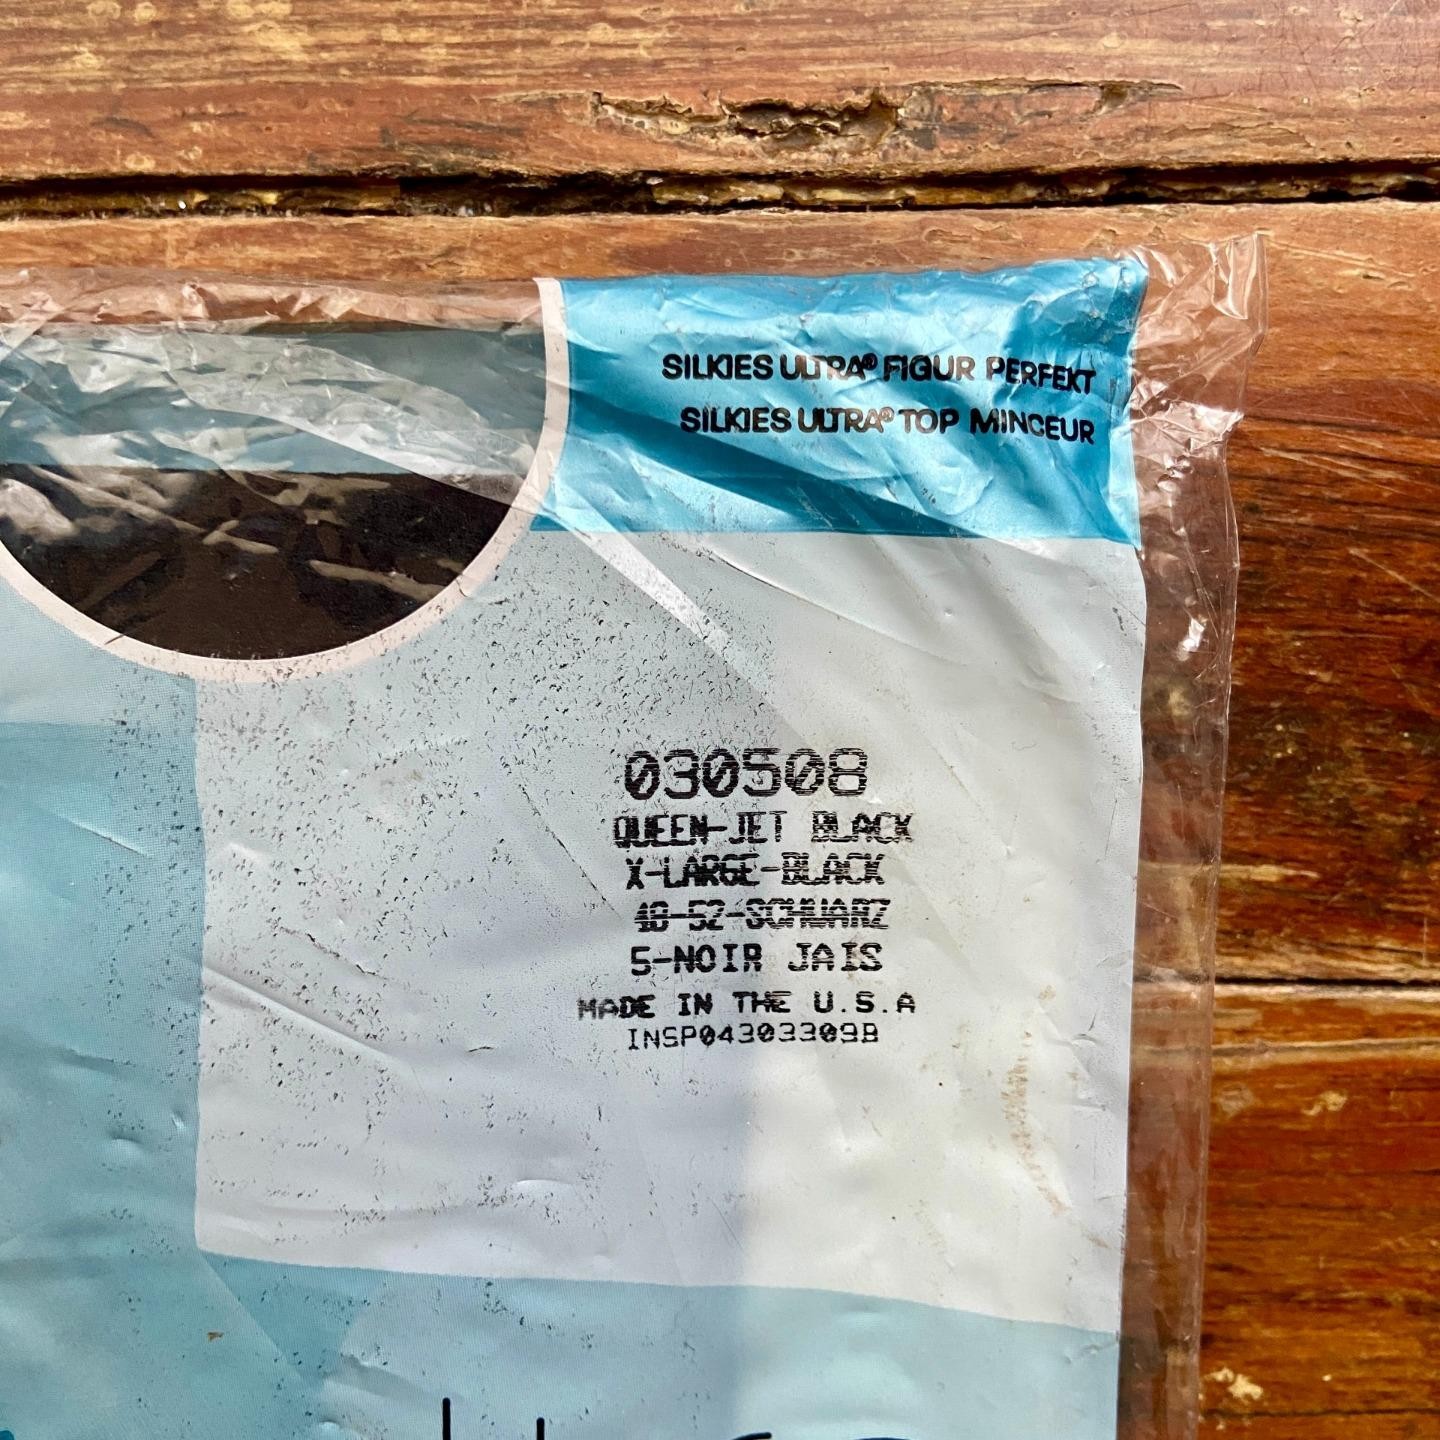 SILKIES ULTRA® FIGUR PERFEKT
SILKIES ULTRA® TOP MINCEUR
030508
QUEEN-JET BLACK
X-LARGE-BLACK
48-52-SCHWARZ
5-NOIR JAIS
MADE IN THE U.S.A
INSP04303309B